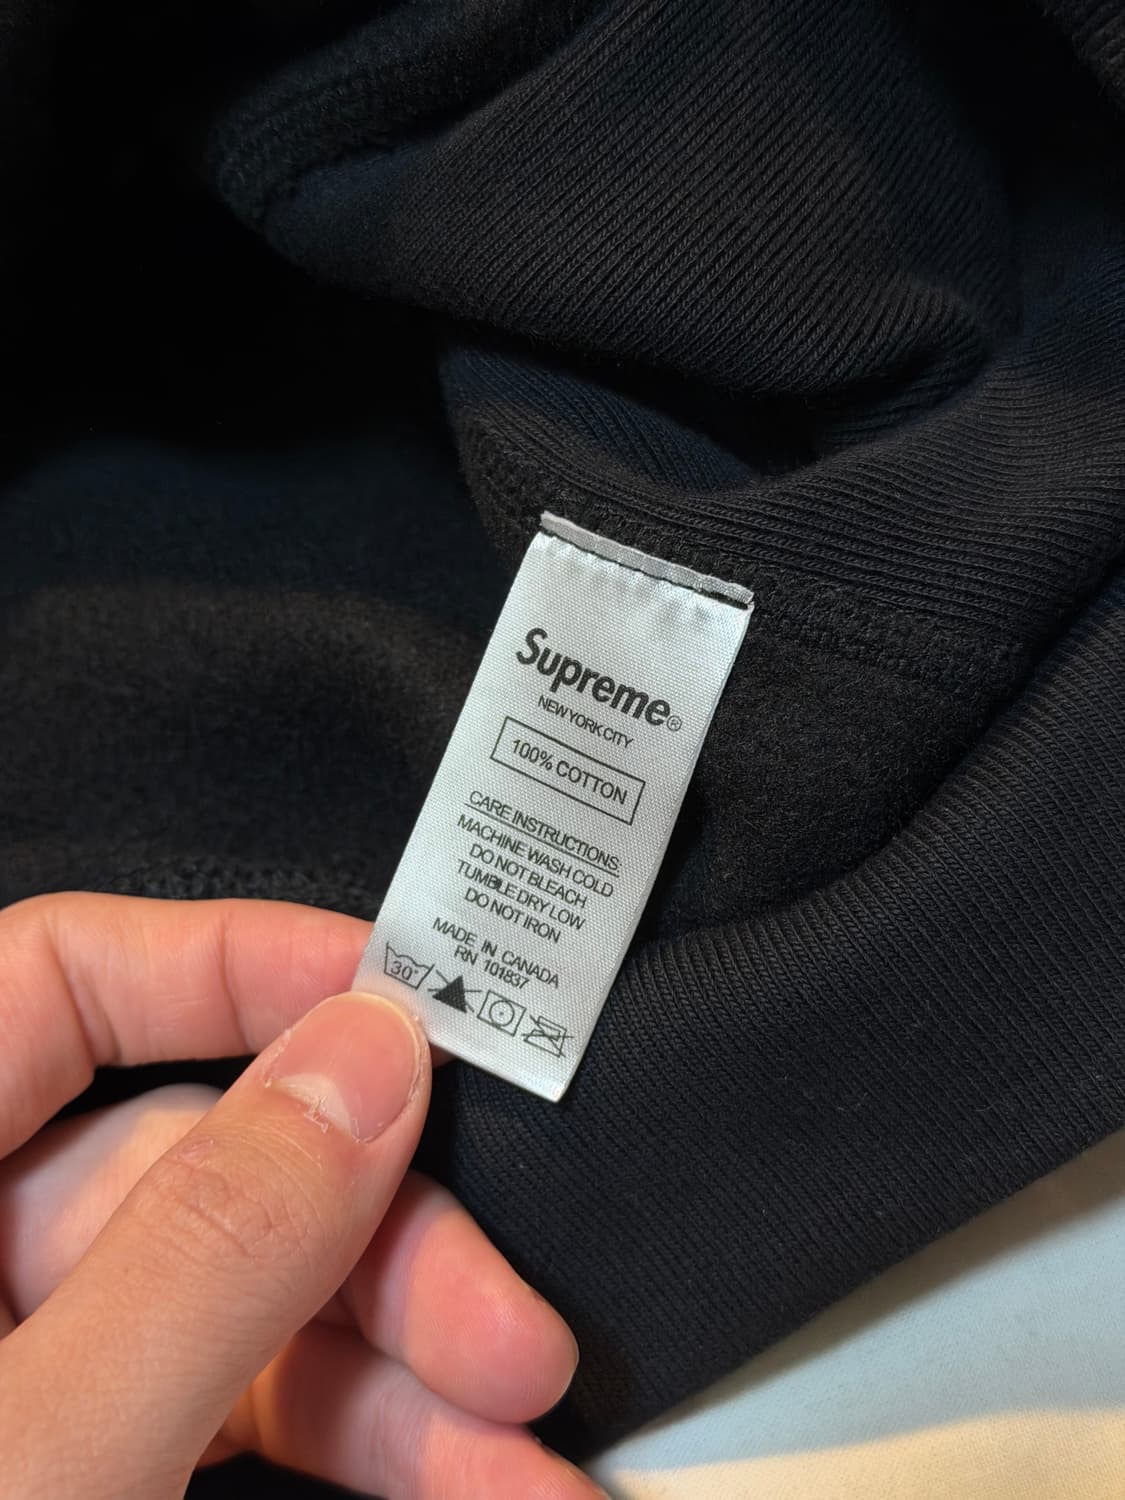 Supreme®
NEW YORK CITY
100% COTTON
CARE INSTRUCTIONS:
MACHINE WASH COLD
DO NOT BLEACH
TUMBLE DRY LOW
DO NOT IRON
MADE IN CANADA
RN 101837
30°